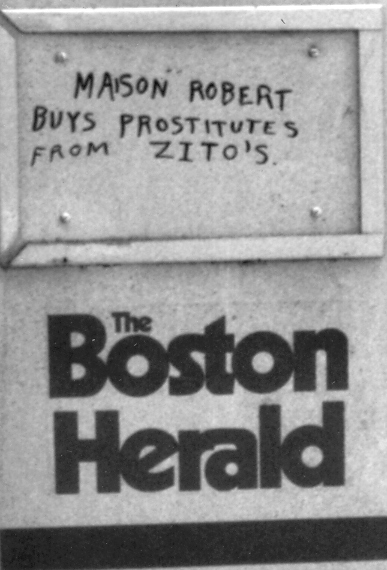 MAISON ROBERT
BUYS PROSTITUTES
FROM ZITO'S.
The
Boston
Herald